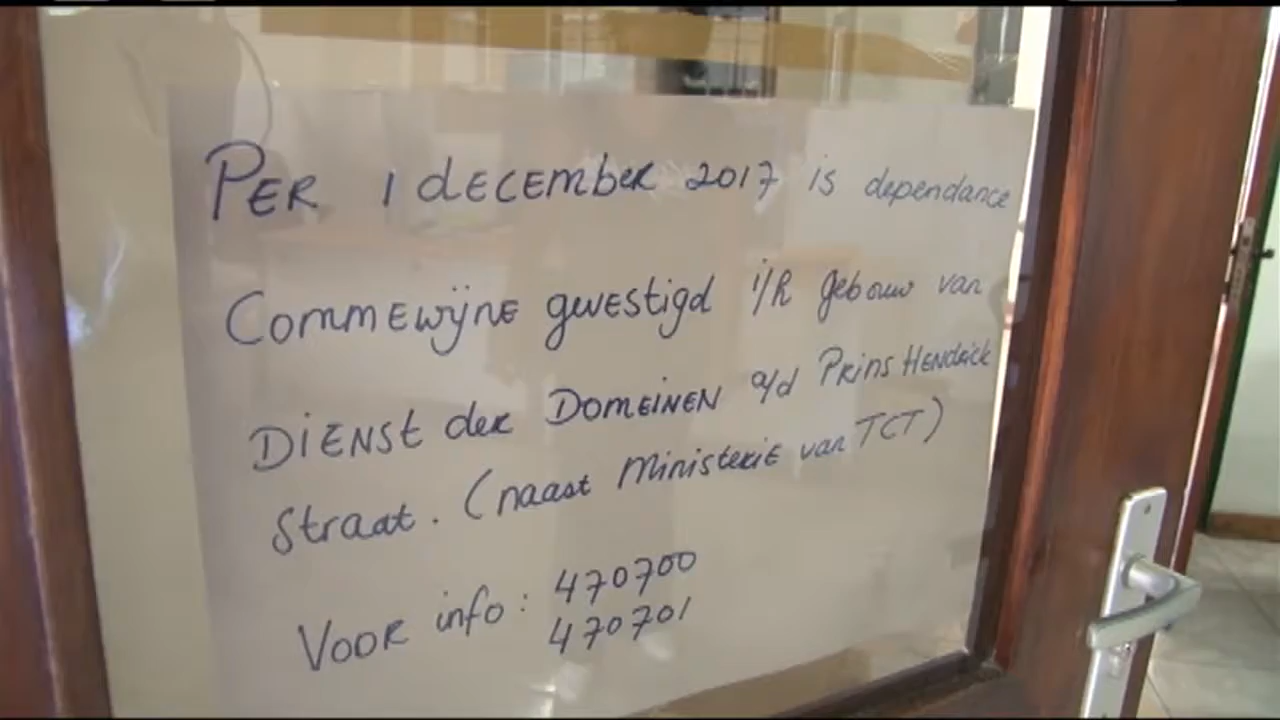 PER 1 december 2017 is dependance
Commewijne gevestigd i/h gebouw van
Dienst der Domeinen a/d Prins Hendrick
Straat. (naast Ministerie van TCT)
Voor info: 470700
470701